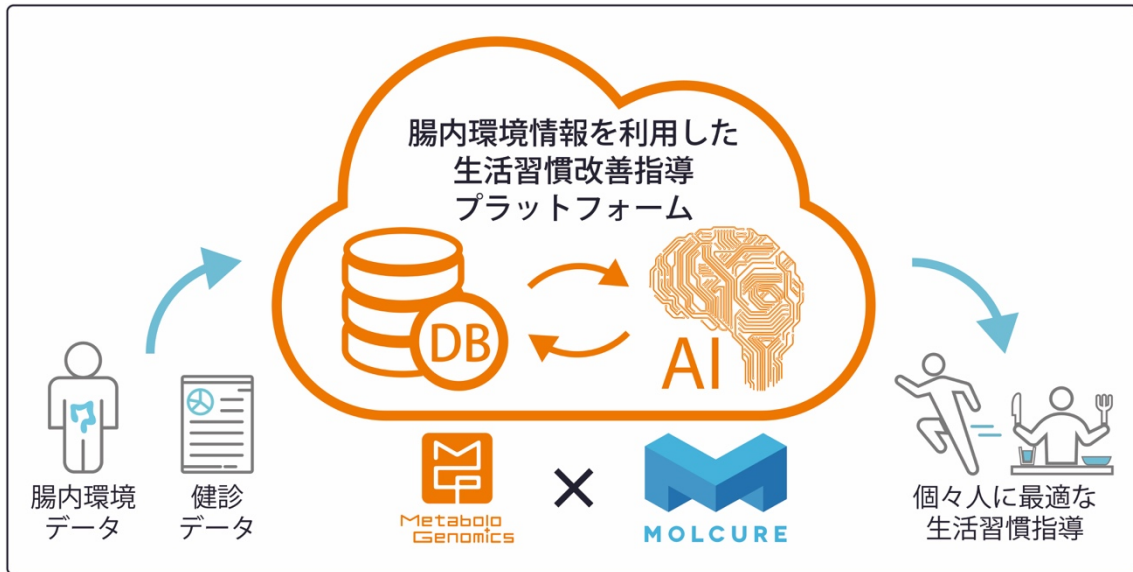 腸内環境情報を利用した
生活習慣改善指導
プラットフォーム
DB
AI
腸内環境
データ
健診
データ
Metabolo
Genomics
×
MOLCURE
個々人に最適な
生活習慣指導